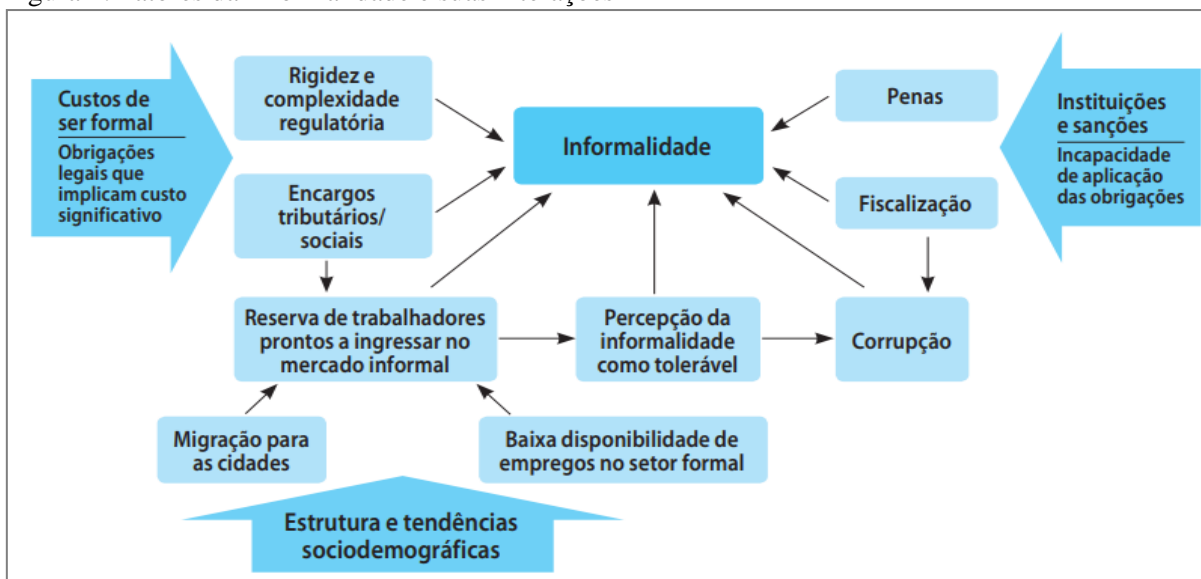 Custos de
ser formal
Obrigações
legais que
implicam custo
significativo
Rigidez e
complexidade
regulatória
Encargos
tributários/
sociais
Informalidade
Penas
Fiscalização
Instituições
e sanções
Incapacidade
de aplicação
das obrigações
Reserva de trabalhadores
prontos a ingressar no
mercado informal
Percepção da
informalidade
como tolerável
Corrupção
Migração para
as cidades
Baixa disponibilidade de
empregos no setor formal
Estrutura e tendências
sociodemográficas